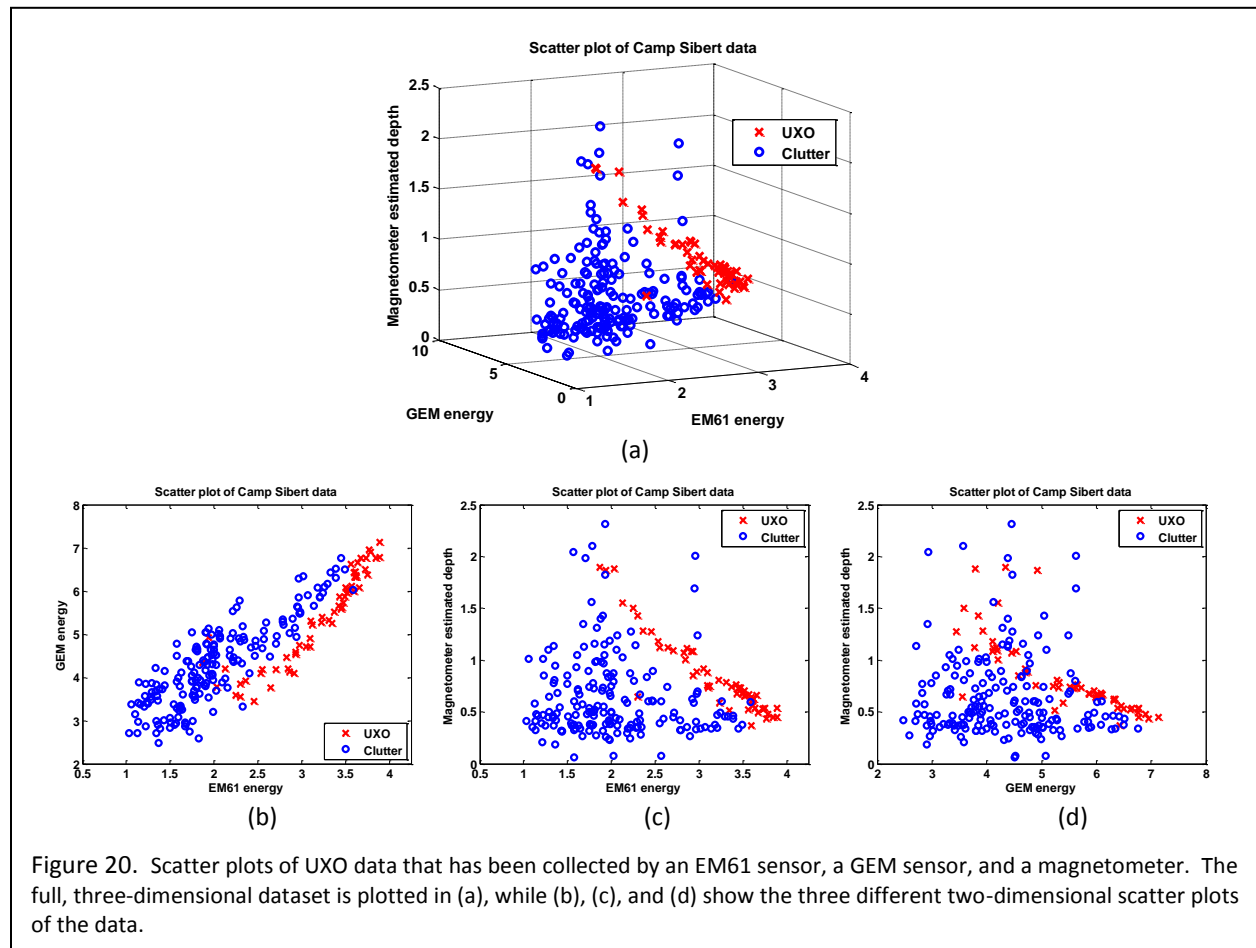 Scatter plot of Camp Sibert data
2.5
2
1.5
1
0.5
0
Magnetometer estimated depth
UXO
Clutter
10
5
0
GEM energy
1
2
3
4
EM61 energy
(a)
Scatter plot of Camp Sibert data
8
7
6
5
4
3
2
GEM energy
UXO
Clutter
0.5 1 1.5 2 2.5 3 3.5 4
EM61 energy
(b)
Scatter plot of Camp Sibert data
2.5
2
1.5
1
0.5
0
Magnetometer estimated depth
UXO
Clutter
0.5 1 1.5 2 2.5 3 3.5 4
EM61 energy
(c)
Scatter plot of Camp Sibert data
2.5
2
1.5
1
0.5
0
Magnetometer estimated depth
UXO
Clutter
2 3 4 5 6 7 8
GEM energy
(d)
Figure 20. Scatter plots of UXO data that has been collected by an EM61 sensor, a GEM sensor, and a magnetometer. The
full, three-dimensional dataset is plotted in (a), while (b), (c), and (d) show the three different two-dimensional scatter plots
of the data.